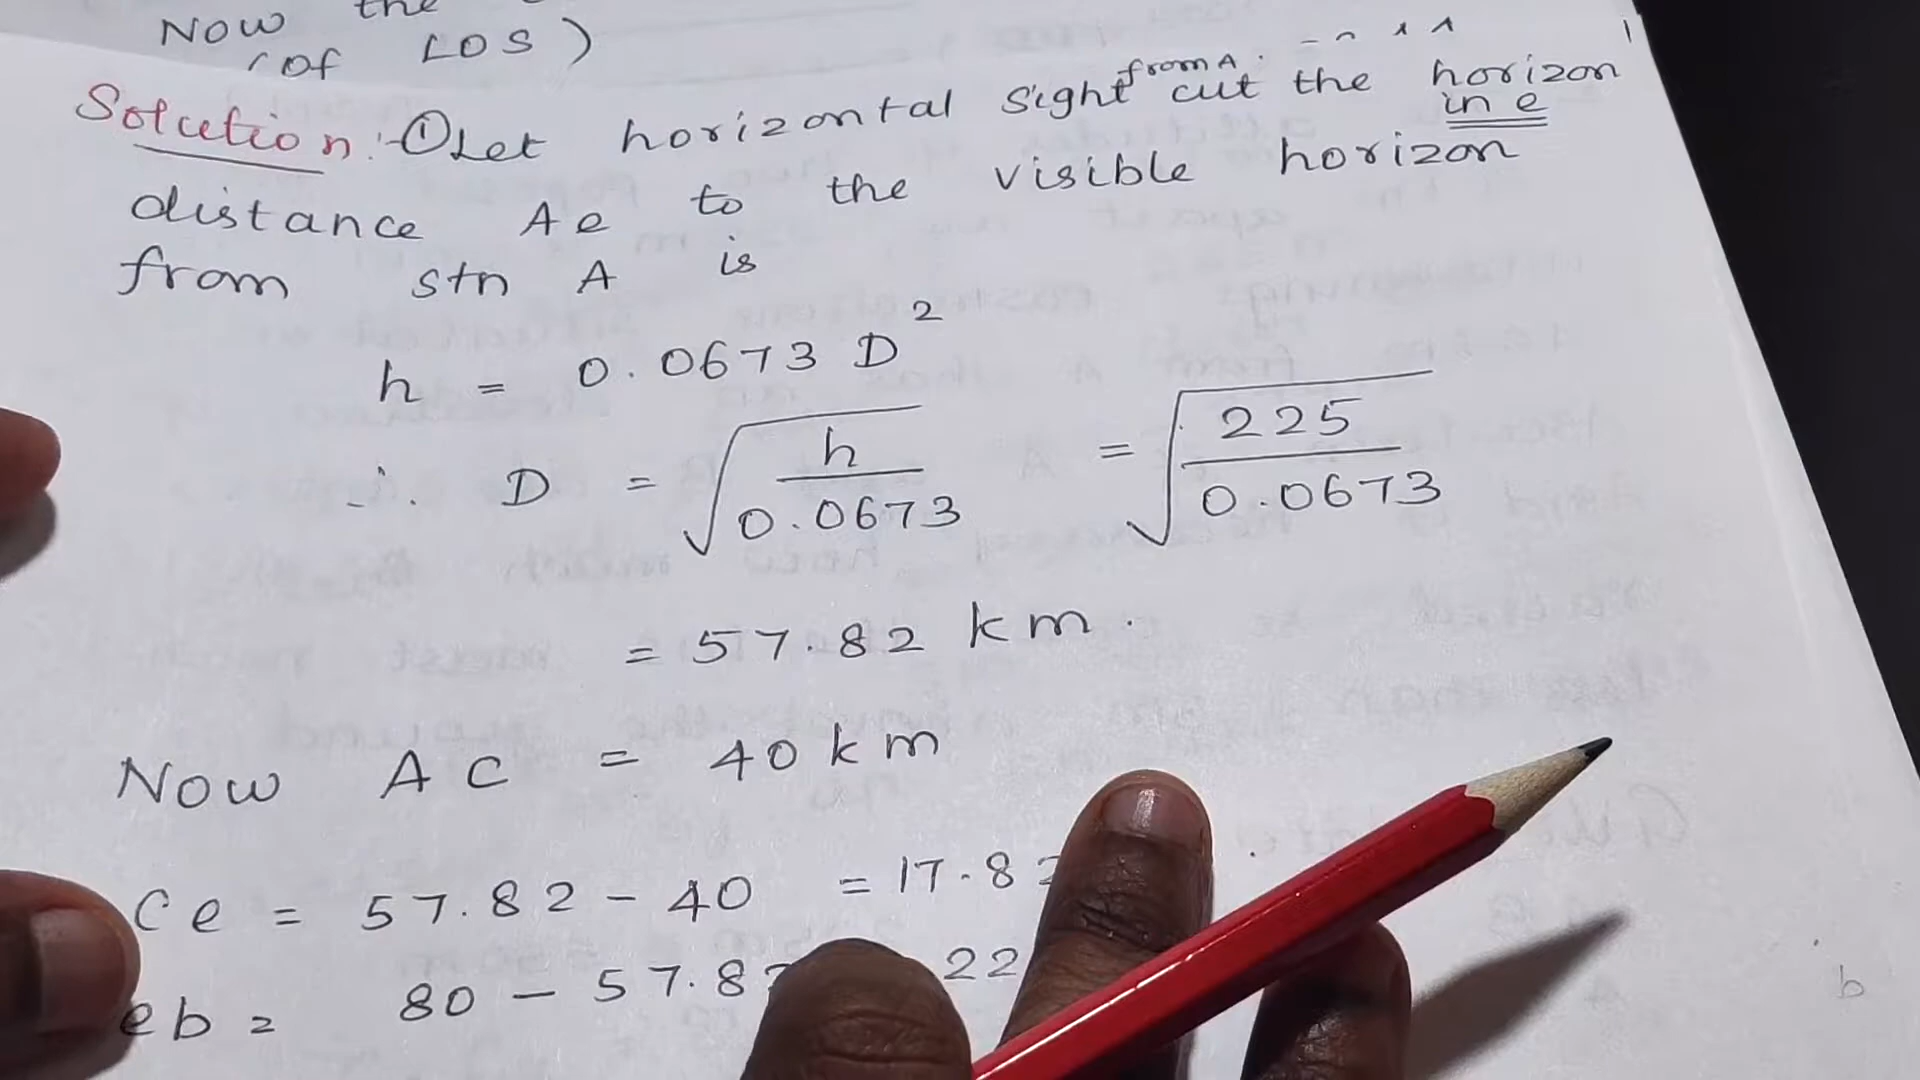 Now the
(of LOS)
Solution:- ① Let horizontal sight from A cut the horizon
in e
distance Ae to the visible horizon
from stn A is
h = 0.0673 D²
∴ D = √(h/0.0673) = √(225/0.0673)
= 57.82 km.
Now AC = 40 km
Ce = 57.82 - 40 = 17.8
eb = 80 - 57.8 22
b